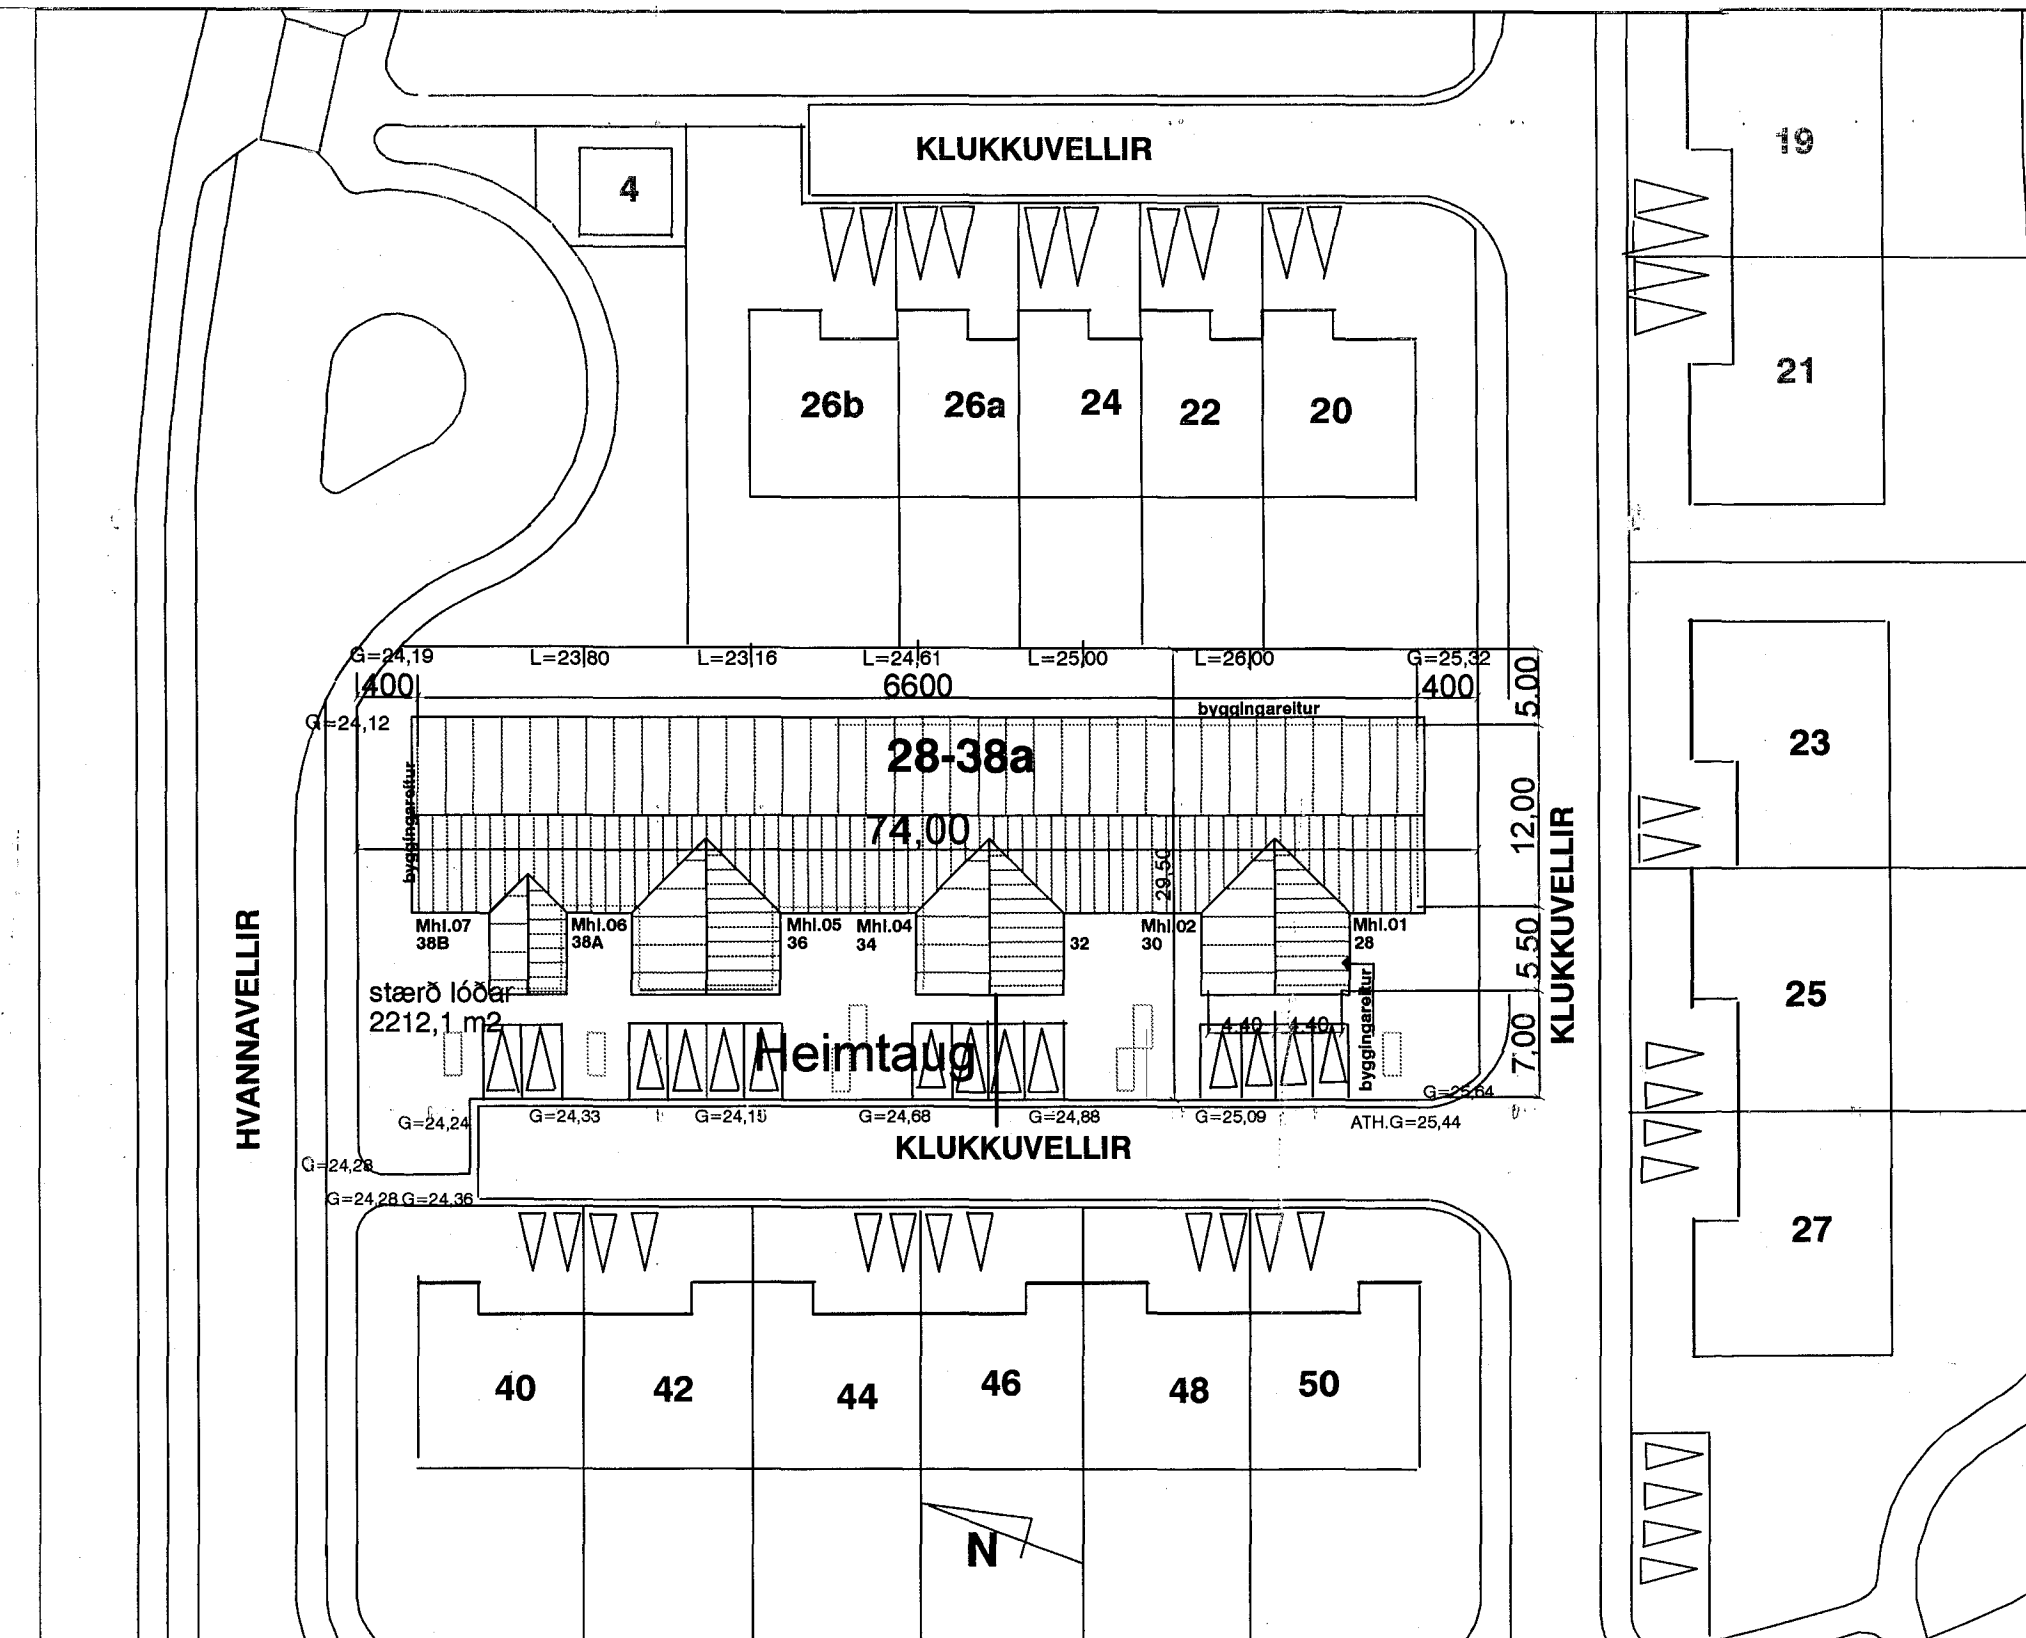 KLUKKUVELLIR
19
4
21
26b
26a
24
22
20
G=24,19
L=23,80
L=23,16
L=24,61
L=25,00
L=26,00
G=25,32
400
6600
400
5.00
G=24,12
byggingareitur
23
28-38a
byggingareitur
74,00
12,00
29,50
KLUKKUVELLIR
HVANNAVELLIR
Mhl.07
38B
Mhl.06
38A
Mhl.05
36
Mhl.04
34
32
Mhl.02
30
Mhl.01
28
5.50
25
stærð lóðar
2212,1 m2
byggingareitur
4.40
4.40
Heimtaug
7,00
G=25,64
G=24,24
G=24,33
G=24,15
G=24,68
G=24,88
G=25,09
ATH.G=25,44
KLUKKUVELLIR
G=24,28
G=24,28
G=24,36
27
40
42
44
46
48
50
N